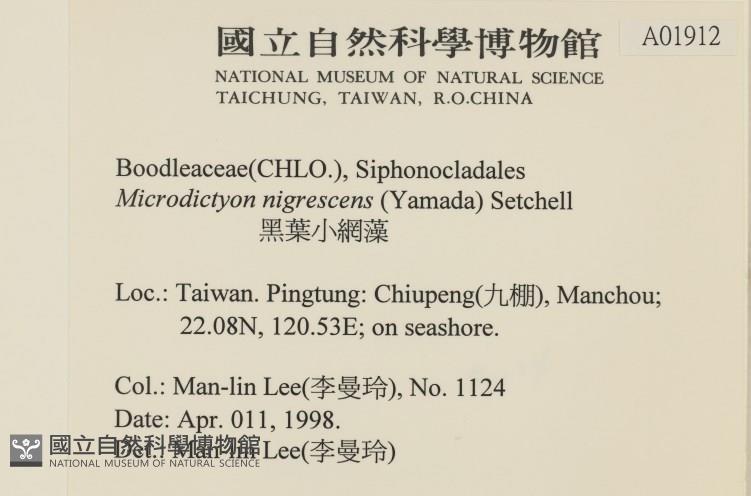 國立自然科學博物館
A01912
NATIONAL MUSEUM OF NATURAL SCIENCE
TAICHUNG, TAIWAN, R.O.CHINA
Boodleaceae(CHLO.), Siphonocladales
Microdictyon nigrescens (Yamada) Setchell
黑葉小網藻
Loc.: Taiwan. Pingtung: Chiupeng(九棚), Manchou;
22.08N, 120.53E; on seashore.
Col.: Man-lin Lee(李曼玲), No. 1124
Date: Apr. 011, 1998.
Det.: Man-lin Lee(李曼玲)
國立自然科學博物館
NATIONAL MUSEUM OF NATURAL SCIENCE